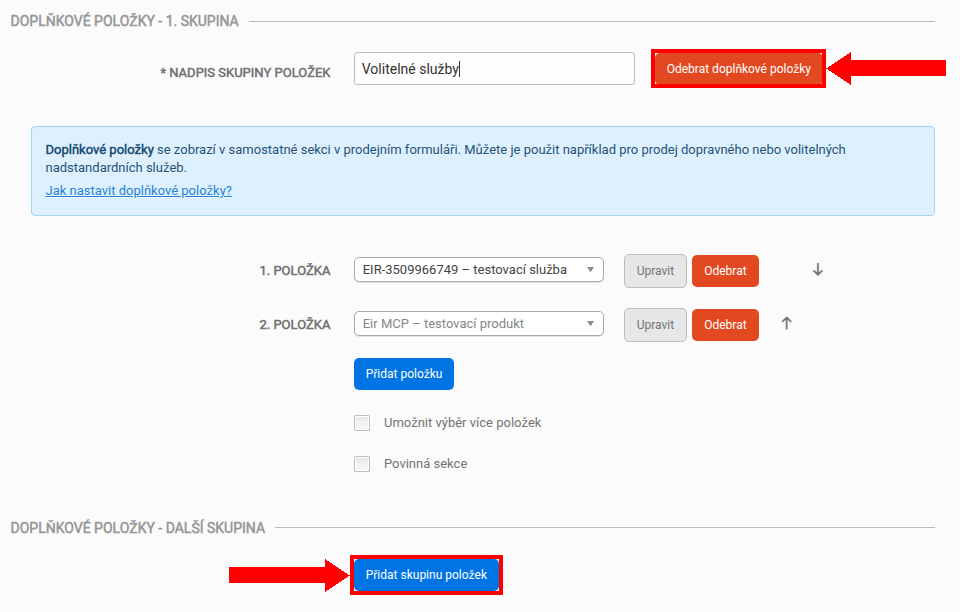 DOPLŇKOVÉ POLOŽKY - 1. SKUPINA
* NADPIS SKUPINY POLOŽEK
Volitelné služby
Odebrat doplňkové položky
Doplňkové položky se zobrazí v samostatné sekci v prodejním formuláři. Můžete je použit například pro prodej dopravného nebo volitelných
nadstandardních služeb.
Jak nastavit doplňkové položky?
1. POLOŽKA
EIR-3509966749 – testovací služba
Upravit
Odebrat
2. POLOŽKA
Eir MCP – testovací produkt
Upravit
Odebrat
Přidat položku
Umožnit výběr více položek
Povinná sekce
DOPLŇKOVÉ POLOŽKY - DALŠÍ SKUPINA
Přidat skupinu položek